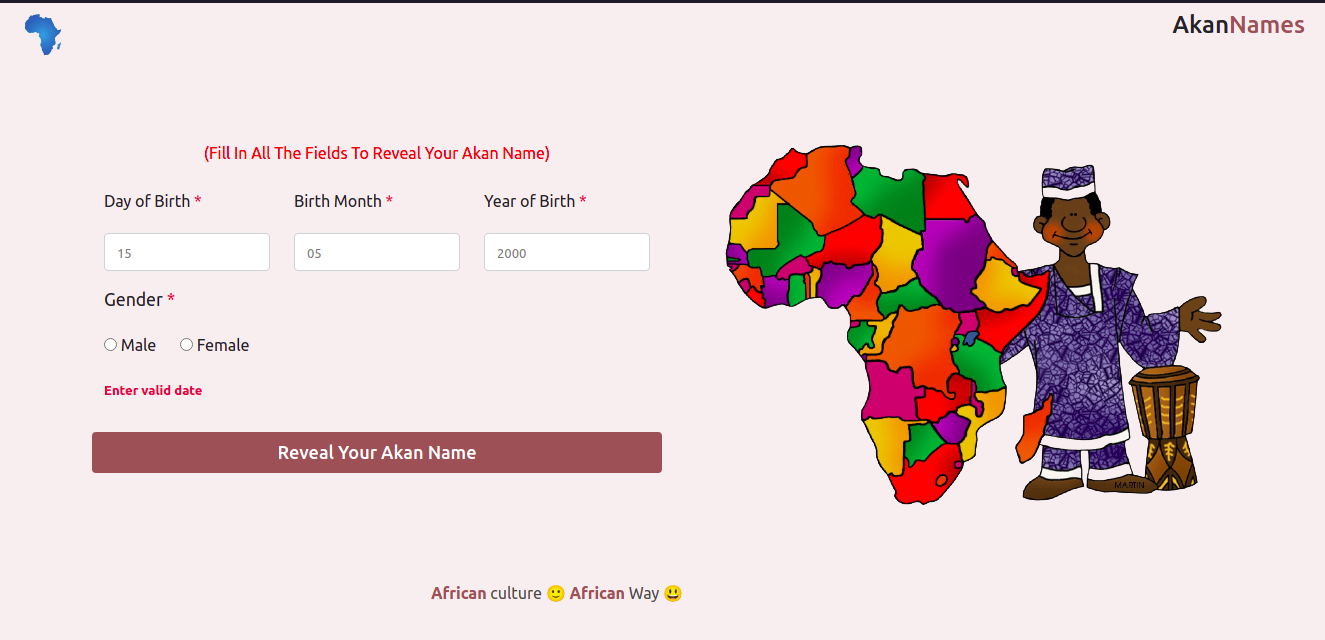 AkanNames
(Fill In All The Fields To Reveal Your Akan Name)
Day of Birth *
Birth Month *
Year of Birth *
15
05
2000
Gender *
Male
Female
Enter valid date
Reveal Your Akan Name
MARTIN
African culture 🙂 African Way 😃